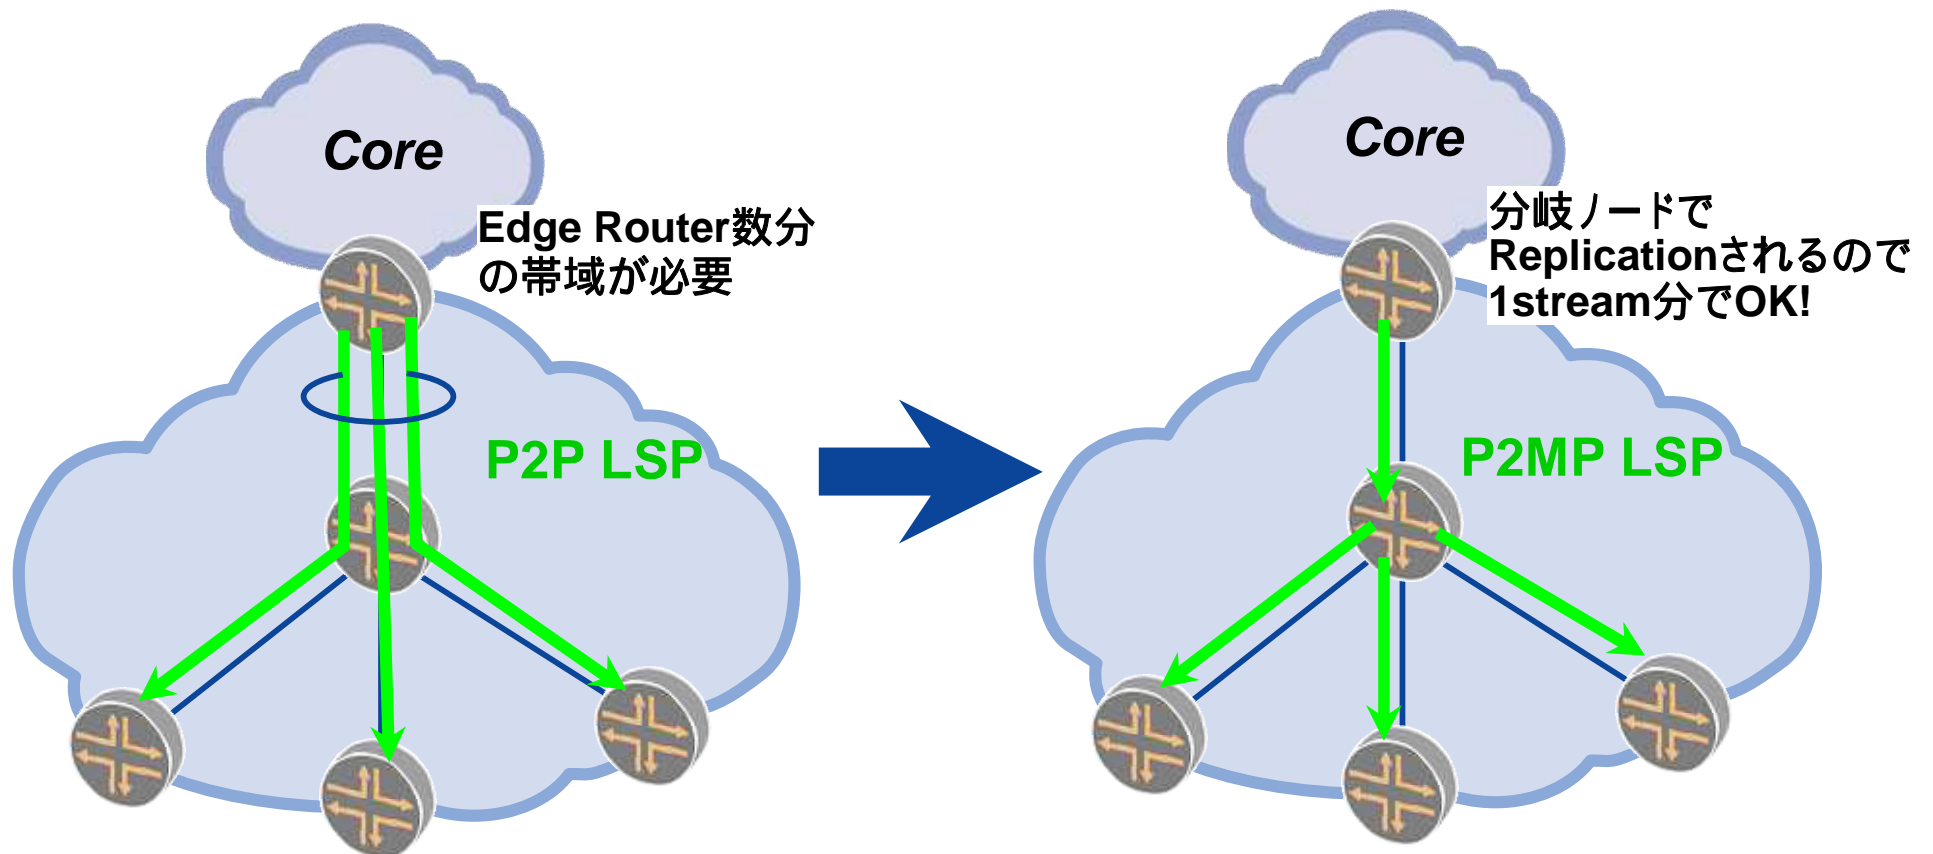 Core
Edge Router数分
の帯域が必要
P2P LSP
Core
分岐ノードで
Replicationされるので
1stream分でOK!
P2MP LSP